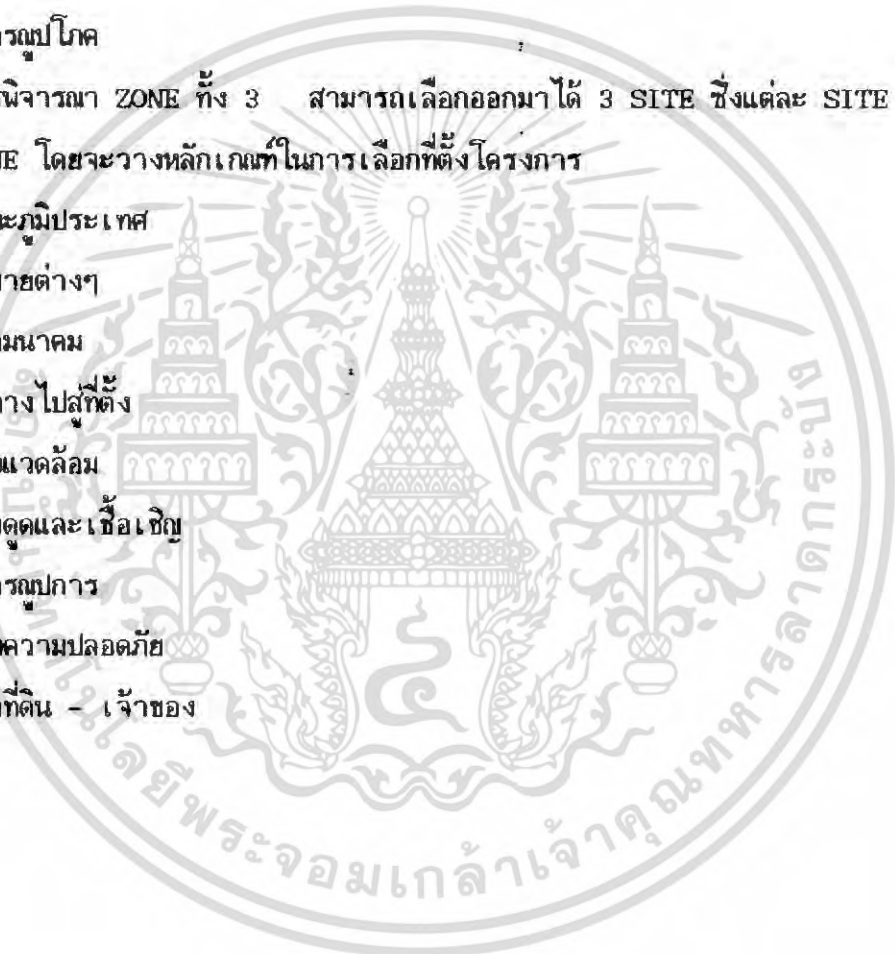 รณูปโภค
พิจารณา ZONE ทั้ง 3 สามารถเลือกออกมาได้ 3 SITE ซึ่งแต่ละ SITE
โดยจะวางหลักเกณฑ์ในการเลือกที่ตั้งโครงการ
ภูมิประเทศ
ต่างๆ
คมนาคม
ทางไปสู่ที่ตั้ง
แวดล้อม
ดูดและเชื้อเชิญ
รณูปการ
ความปลอดภัย
ที่ดิน - เจ้าของ
พระจอมเกล้าเจ้าคุณทหารลาดกระบัง